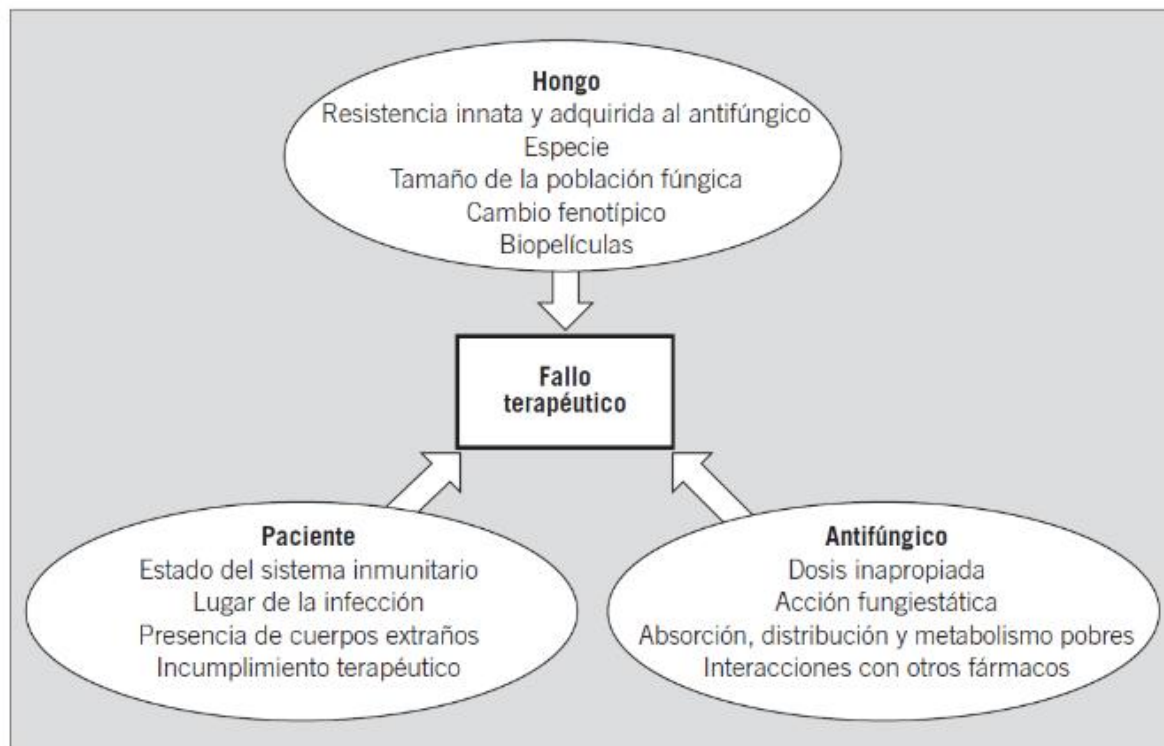 Hongo
Resistencia innata y adquirida al antifúngico
Especie
Tamaño de la población fúngica
Cambio fenotípico
Biopelículas
Fallo
terapéutico
Paciente
Estado del sistema inmunitario
Lugar de la infección
Presencia de cuerpos extraños
Incumplimiento terapéutico
Antifúngico
Dosis inapropiada
Acción fungiestática
Absorción, distribución y metabolismo pobres
Interacciones con otros fármacos